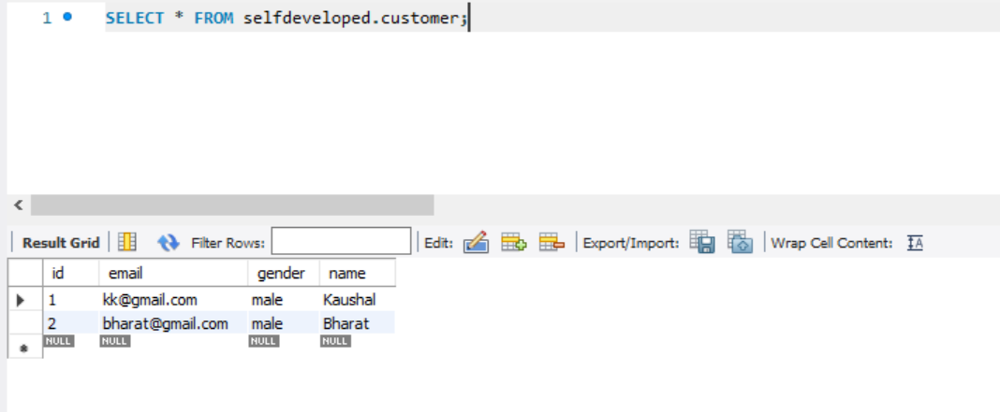 1 SELECT * FROM selfdeveloped.customer;
Result Grid Filter Rows: Edit: Export/Import: Wrap Cell Content: IA
id email gender name
1 kk@gmail.com male Kaushal
2 bharat@gmail.com male Bharat
NULL NULL NULL NULL